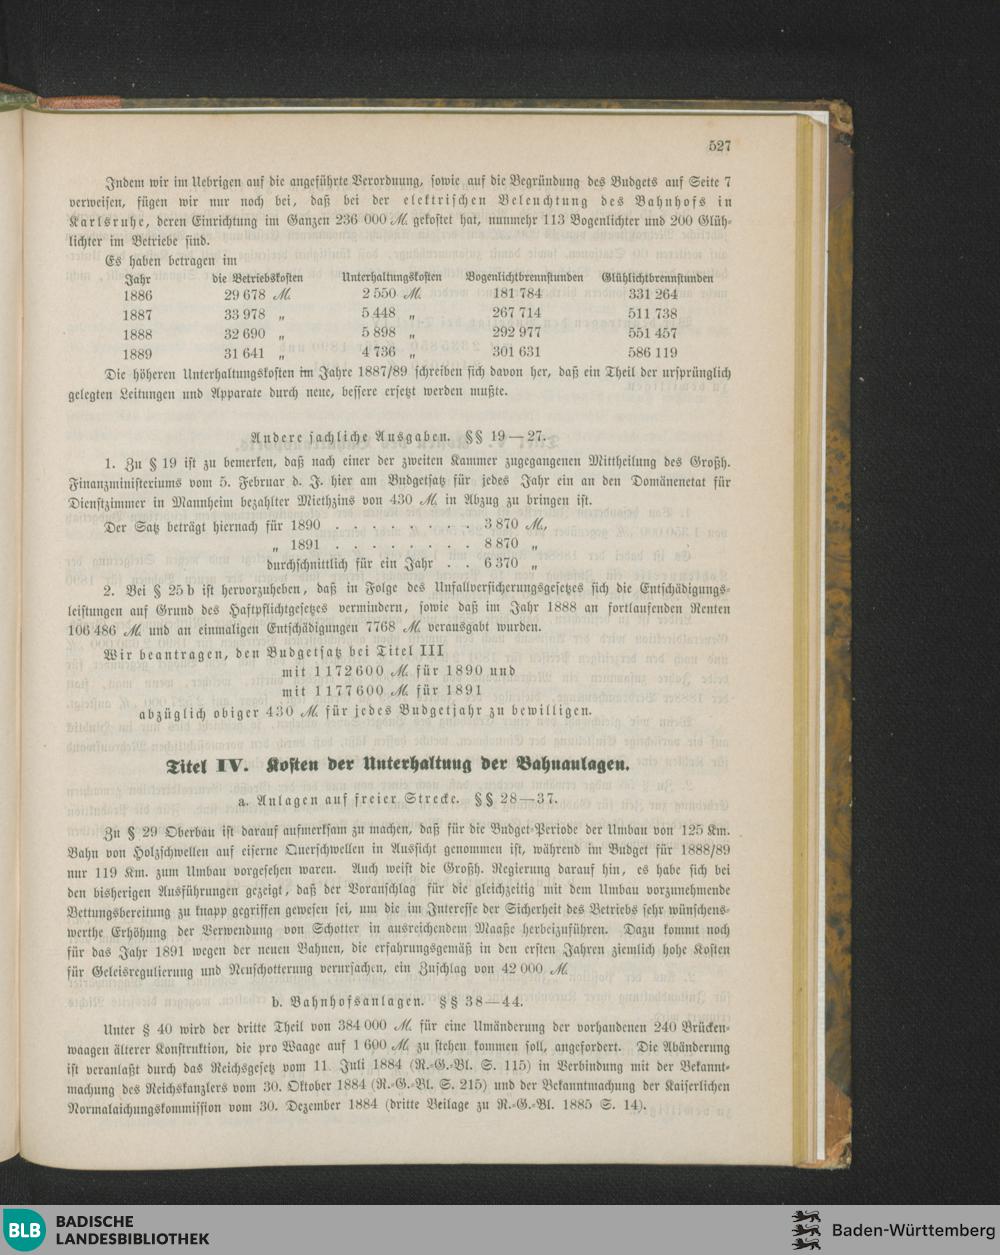 527
Indem wir im Uebrigen auf die angeführte Verordnung, sowie auf die Begründung des Budgets auf Seite 7
verweisen, fügen wir nur noch bei, daß bei der elektrischen Beleuchtung des Bahnhofs in
Karlsruhe, deren Einrichtung im Ganzen 236 000 ℳ. gekostet hat, nunmehr 113 Bogenlichter und 200 Glüh-
lichter im Betriebe sind.
Es haben betragen im
Jahr die Betriebskosten Unterhaltungskosten Bogenlichtbrennstunden Glühlichtbrennstunden
1886 29 678 ℳ. 2 550 ℳ. 181 784 331 264
1887 33 978 „ 5 448 „ 267 714 511 738
1888 32 690 „ 5 898 „ 292 977 551 457
1889 31 641 „ 4 736 „ 301 631 586 119
Die höheren Unterhaltungskosten im Jahre 1887/89 schreiben sich davon her, daß ein Theil der ursprünglich
gelegten Leitungen und Apparate durch neue, bessere ersetzt werden mußte.
Andere sachliche Ausgaben. §§ 19—27.
1. Zu § 19 ist zu bemerken, daß nach einer der zweiten Kammer zugegangenen Mittheilung des Großh.
Finanzministeriums vom 5. Februar d. J. hier am Budgetsatz für jedes Jahr ein an den Domänenetat für
Dienstzimmer in Mannheim bezahlter Miethzins von 430 ℳ. in Abzug zu bringen ist.
Der Satz beträgt hiernach für 1890 . . . . . . . . 3 870 ℳ.,
„ 1891 . . . . . . . . 8 870 „
durchschnittlich für ein Jahr . . 6 370 „
2. Bei § 25 b ist hervorzuheben, daß in Folge des Unfallversicherungsgesetzes sich die Entschädigungs-
leistungen auf Grund des Haftpflichtgesetzes vermindern, sowie daß im Jahr 1888 an fortlaufenden Renten
106 486 ℳ. und an einmaligen Entschädigungen 7768 ℳ. verausgabt wurden.
Wir beantragen, den Budgetsatz bei Titel III
mit 1 172 600 ℳ. für 1890 und
mit 1 177 600 ℳ. für 1891
abzüglich obiger 430 ℳ. für jedes Budgetjahr zu bewilligen.
Titel IV. Kosten der Unterhaltung der Bahnanlagen.
a. Anlagen auf freier Strecke. §§ 28—37.
Zu § 29 Oberbau ist darauf aufmerksam zu machen, daß für die Budget-Periode der Umbau von 125 Km.
Bahn von Holzschwellen auf eiserne Querschwellen in Aussicht genommen ist, während im Budget für 1888/89
nur 119 Km. zum Umbau vorgesehen waren. Auch weist die Großh. Regierung darauf hin, es habe sich bei
den bisherigen Ausführungen gezeigt, daß der Voranschlag für die gleichzeitig mit dem Umbau vorzunehmende
Bettungsbereitung zu knapp gegriffen gewesen sei, um die im Interesse der Sicherheit des Betriebs sehr wünschens-
werthe Erhöhung der Verwendung von Schotter in ausreichendem Maaße herbeizuführen. Dazu kommt noch
für das Jahr 1891 wegen der neuen Bahnen, die erfahrungsgemäß in den ersten Jahren ziemlich hohe Kosten
für Geleisregulierung und Neuschotterung verursachen, ein Zuschlag von 42 000 ℳ.
b. Bahnhofsanlagen. §§ 38—44.
Unter § 40 wird der dritte Theil von 384 000 ℳ. für eine Umänderung der vorhandenen 240 Brücken-
waagen älterer Konstruktion, die pro Waage auf 1 600 ℳ. zu stehen kommen soll, angefordert. Die Abänderung
ist veranlaßt durch das Reichsgesetz vom 11. Juli 1884 (R.-G.-Bl. S. 115) in Verbindung mit der Bekannt-
machung des Reichskanzlers vom 30. Oktober 1884 (R.-G.-Bl. S. 215) und der Bekanntmachung der Kaiserlichen
Normalaichungskommission vom 30. Dezember 1884 (dritte Beilage zu R.-G.-Bl. 1885 S. 14).
BLB BADISCHE
LANDESBIBLIOTHEK
Baden-Württemberg